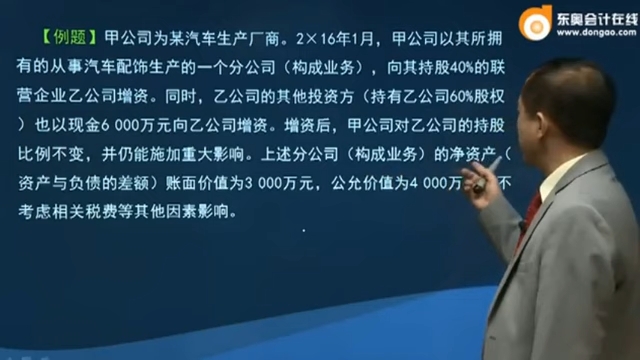 东奥会计在线
www.dongao.com
【例题】甲公司为某汽车生产厂商。2×16年1月，甲公司以其所拥
有的从事汽车配饰生产的一个分公司（构成业务），向其持股40%的联
营企业乙公司增资。同时，乙公司的其他投资方（持有乙公司60%股权
）也以现金6 000万元向乙公司增资。增资后，甲公司对乙公司的持股
比例不变，并仍能施加重大影响。上述分公司（构成业务）的净资产（
资产与负债的差额）账面价值为3 000万元，公允价值为4 000万 不
考虑相关税费等其他因素影响。